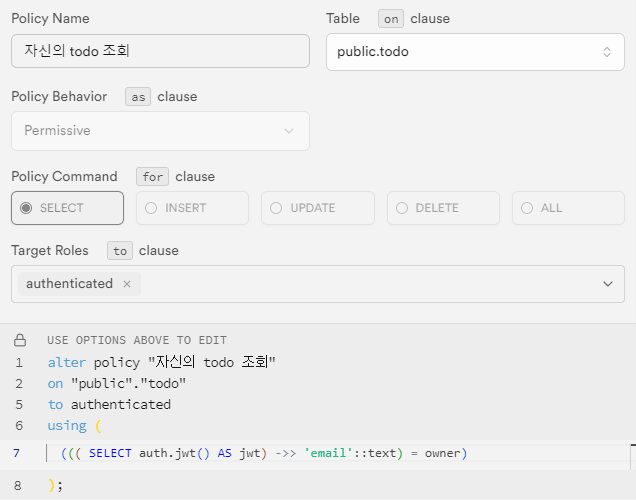 Policy Name
Table on clause
자신의 todo 조회
public.todo
Policy Behavior as clause
Permissive
Policy Command for clause
SELECT INSERT UPDATE DELETE ALL
Target Roles to clause
authenticated ×
USE OPTIONS ABOVE TO EDIT
1 alter policy "자신의 todo 조회"
2 on "public"."todo"
5 to authenticated
6 using (
7 ((( SELECT auth.jwt() AS jwt) ->> 'email'::text) = owner)
8 );